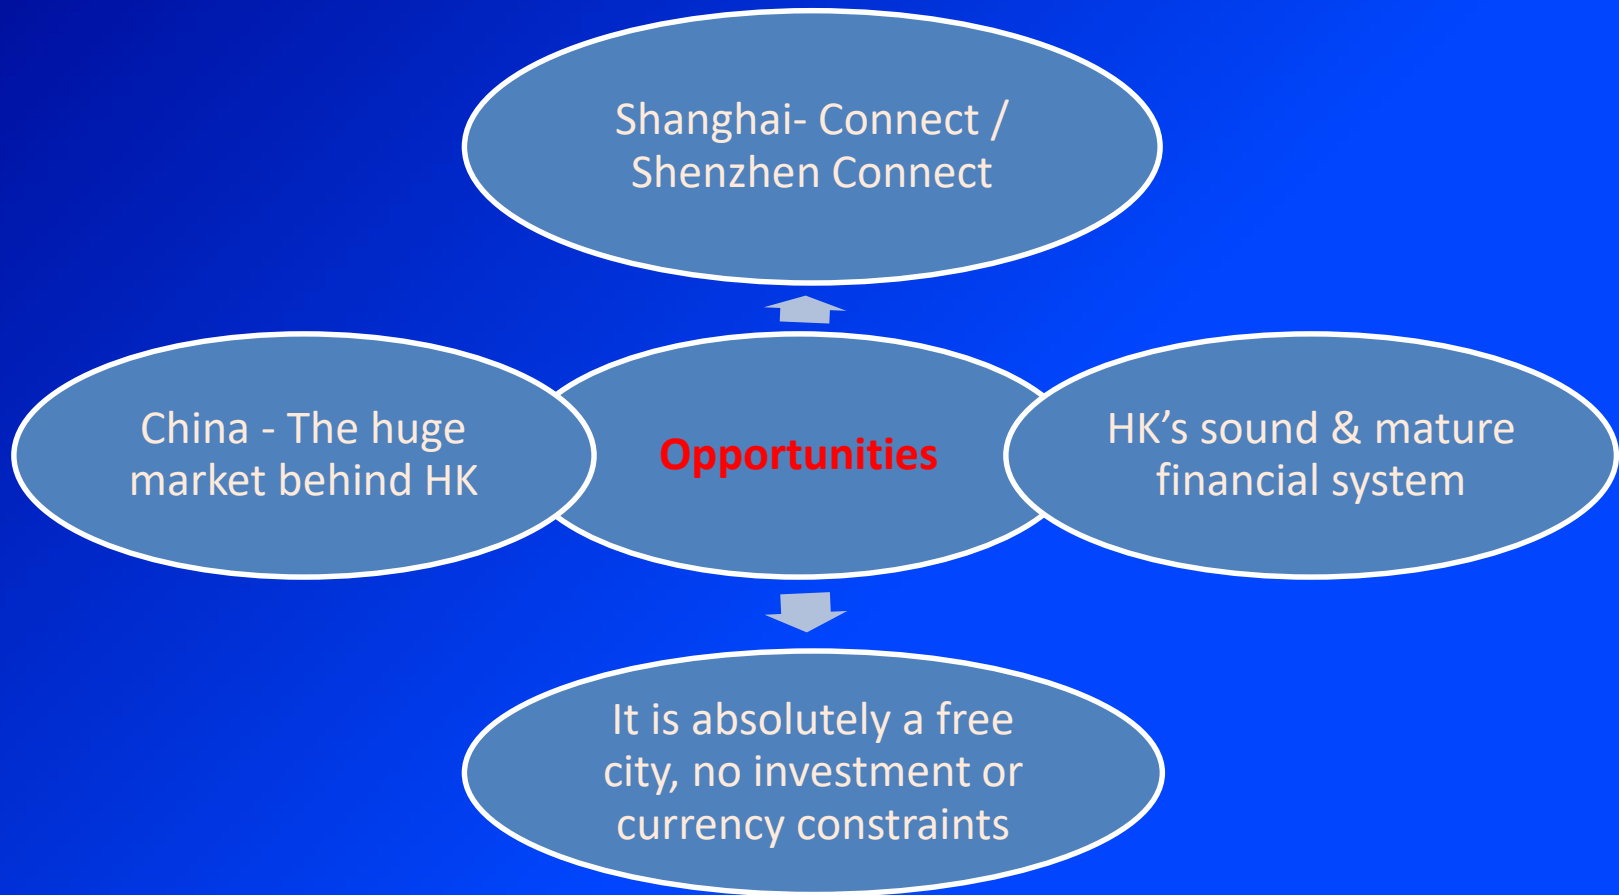 Shanghai- Connect /
Shenzhen Connect
China - The huge
market behind HK
Opportunities
HK’s sound & mature
financial system
It is absolutely a free
city, no investment or
currency constraints